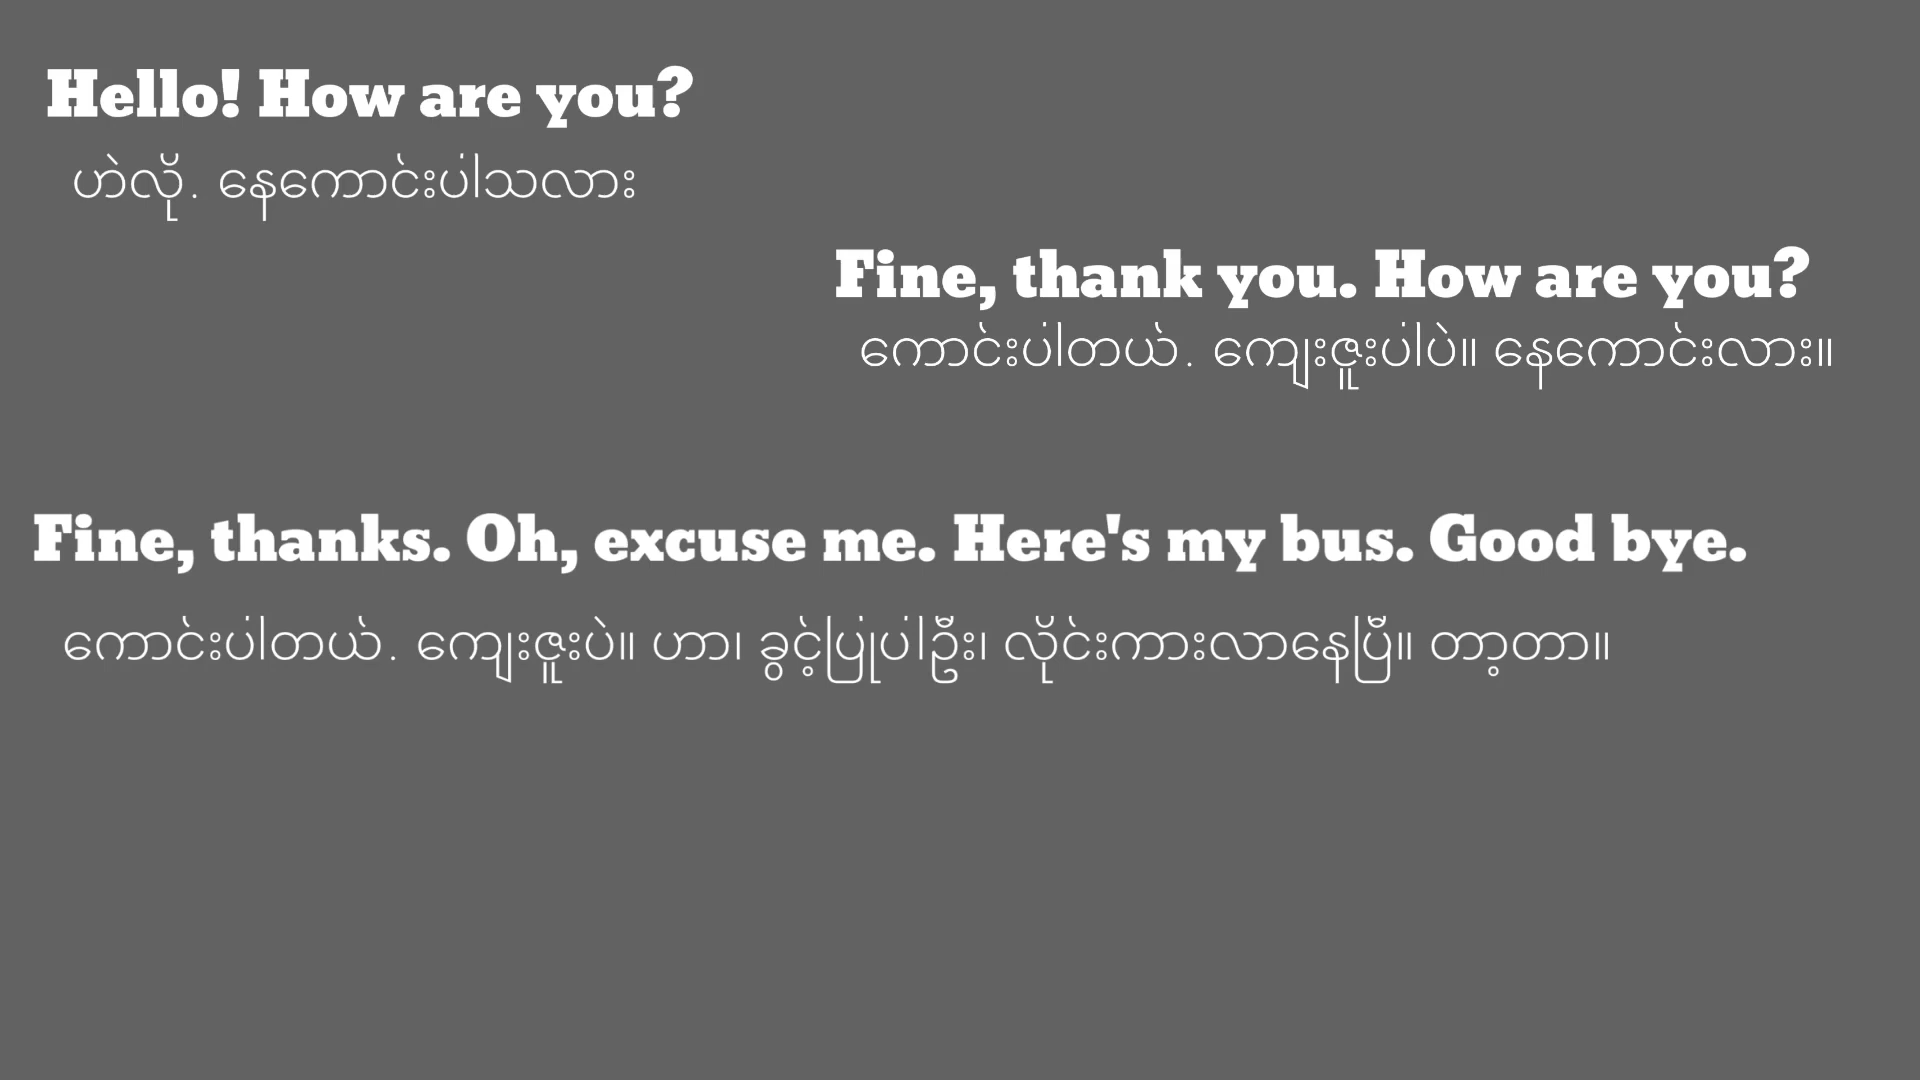 Hello! How are you?
ဟဲလို. နေကောင်းပါသလား
Fine, thank you. How are you?
ကောင်းပါတယ်. ကျေးဇူးပါပဲ။ နေကောင်းလား။
Fine, thanks. Oh, excuse me. Here's my bus. Good bye.
ကောင်းပါတယ်. ကျေးဇူးပဲ။ ဟာ၊ ခွင့်ပြုပါဦး၊ လိုင်းကားလာနေပြီ။ တာ့တာ။